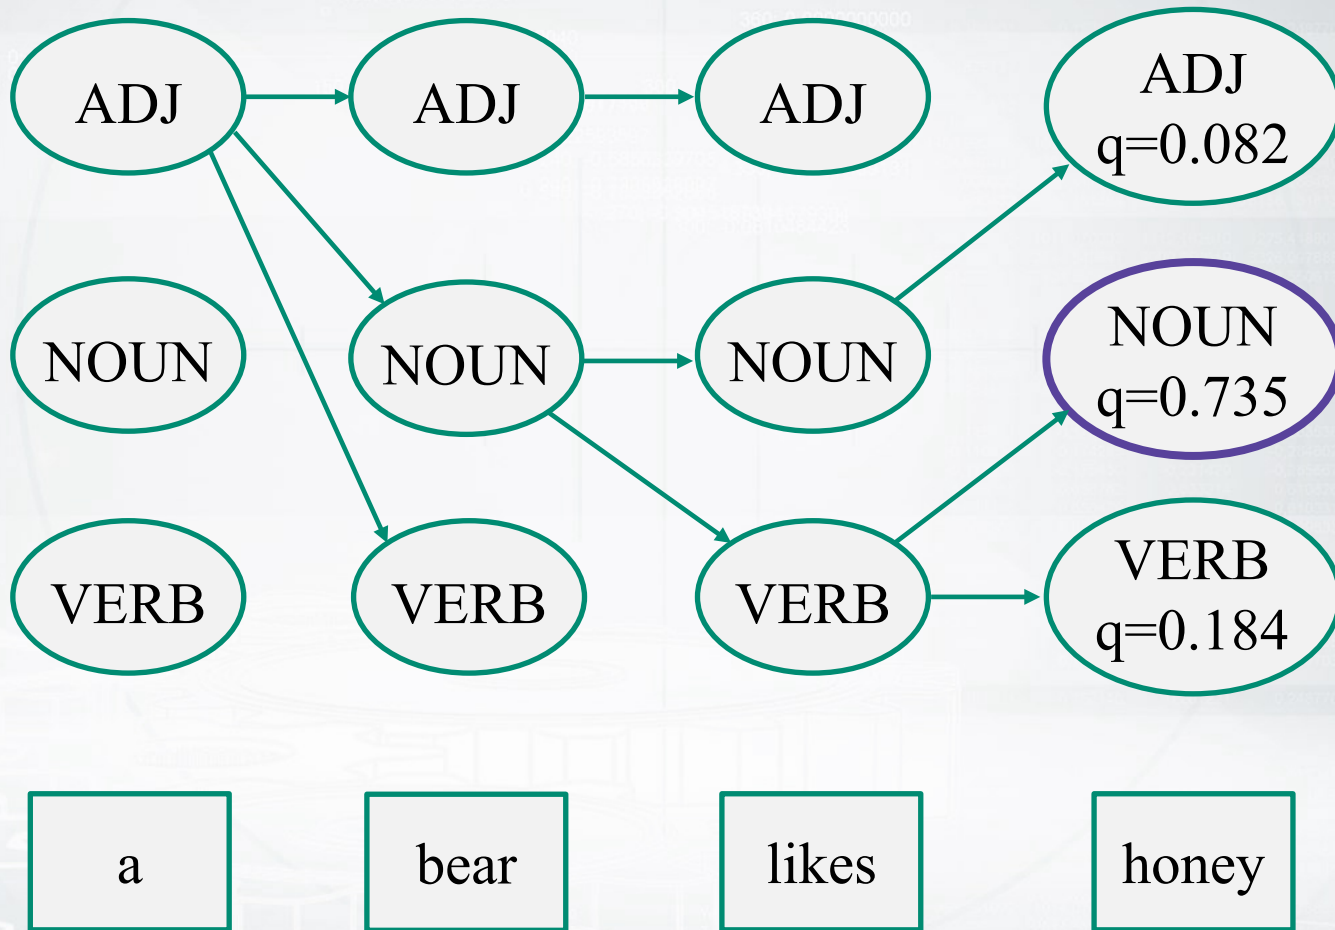 ADJ
ADJ
ADJ
ADJ
q=0.082
NOUN
NOUN
NOUN
NOUN
q=0.735
VERB
VERB
VERB
VERB
q=0.184
a
bear
likes
honey